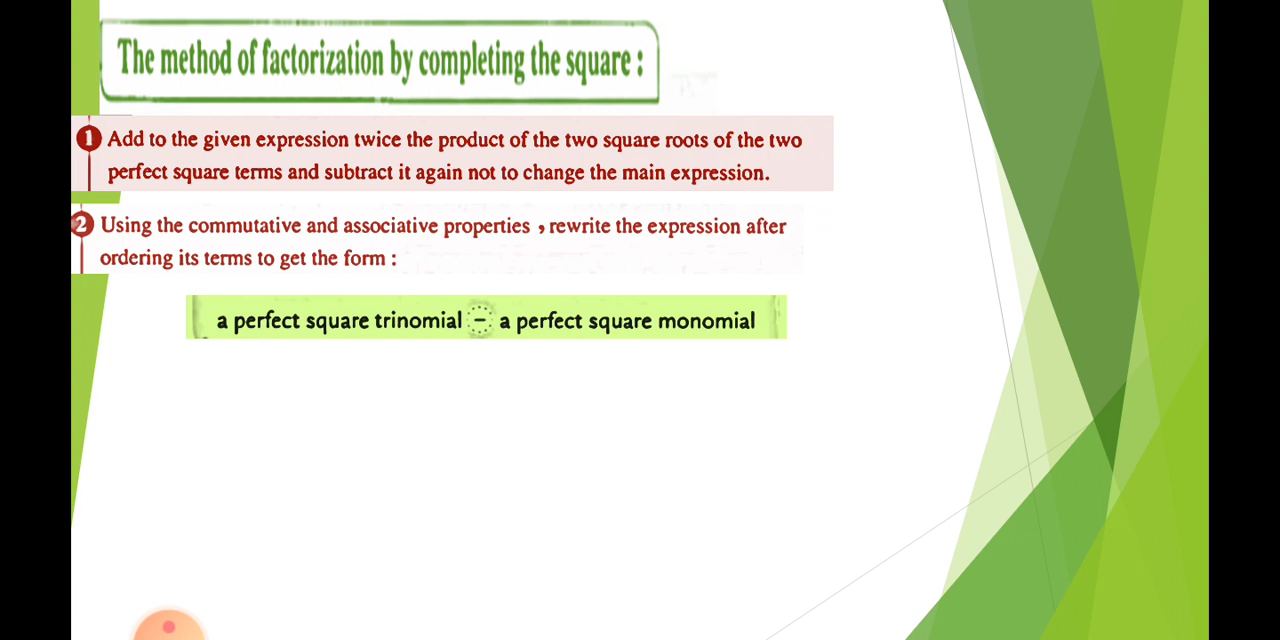 The method of factorization by completing the square :
1 Add to the given expression twice the product of the two square roots of the two
perfect square terms and subtract it again not to change the main expression.
2 Using the commutative and associative properties , rewrite the expression after
ordering its terms to get the form :
a perfect square trinomial - a perfect square monomial